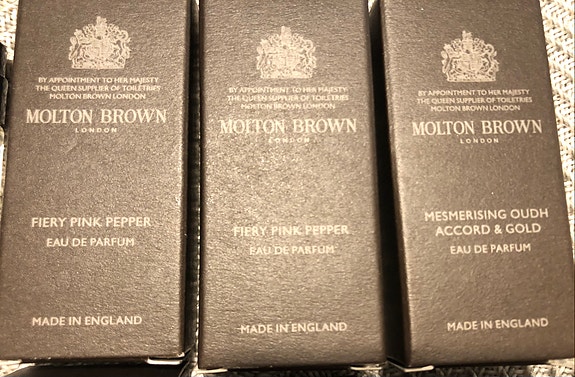 BY APPOINTMENT TO HER MAJESTY
THE QUEEN SUPPLIER OF TOILETRIES
MOLTON BROWN LONDON
MOLTON BROWN
LONDON
FIERY PINK PEPPER
EAU DE PARFUM
MADE IN ENGLAND
BY APPOINTMENT TO HER MAJESTY
THE QUEEN SUPPLIER OF TOILETRIES
MOLTON BROWN LONDON
MOLTON BROWN
LONDON
FIERY PINK PEPPER
EAU DE PARFUM
MADE IN ENGLAND
BY APPOINTMENT TO HER MAJESTY
THE QUEEN SUPPLIER OF TOILETRIES
MOLTON BROWN LONDON
MOLTON BROWN
LONDON
MESMERISING OUDH
ACCORD & GOLD
EAU DE PARFUM
MADE IN ENGLAND